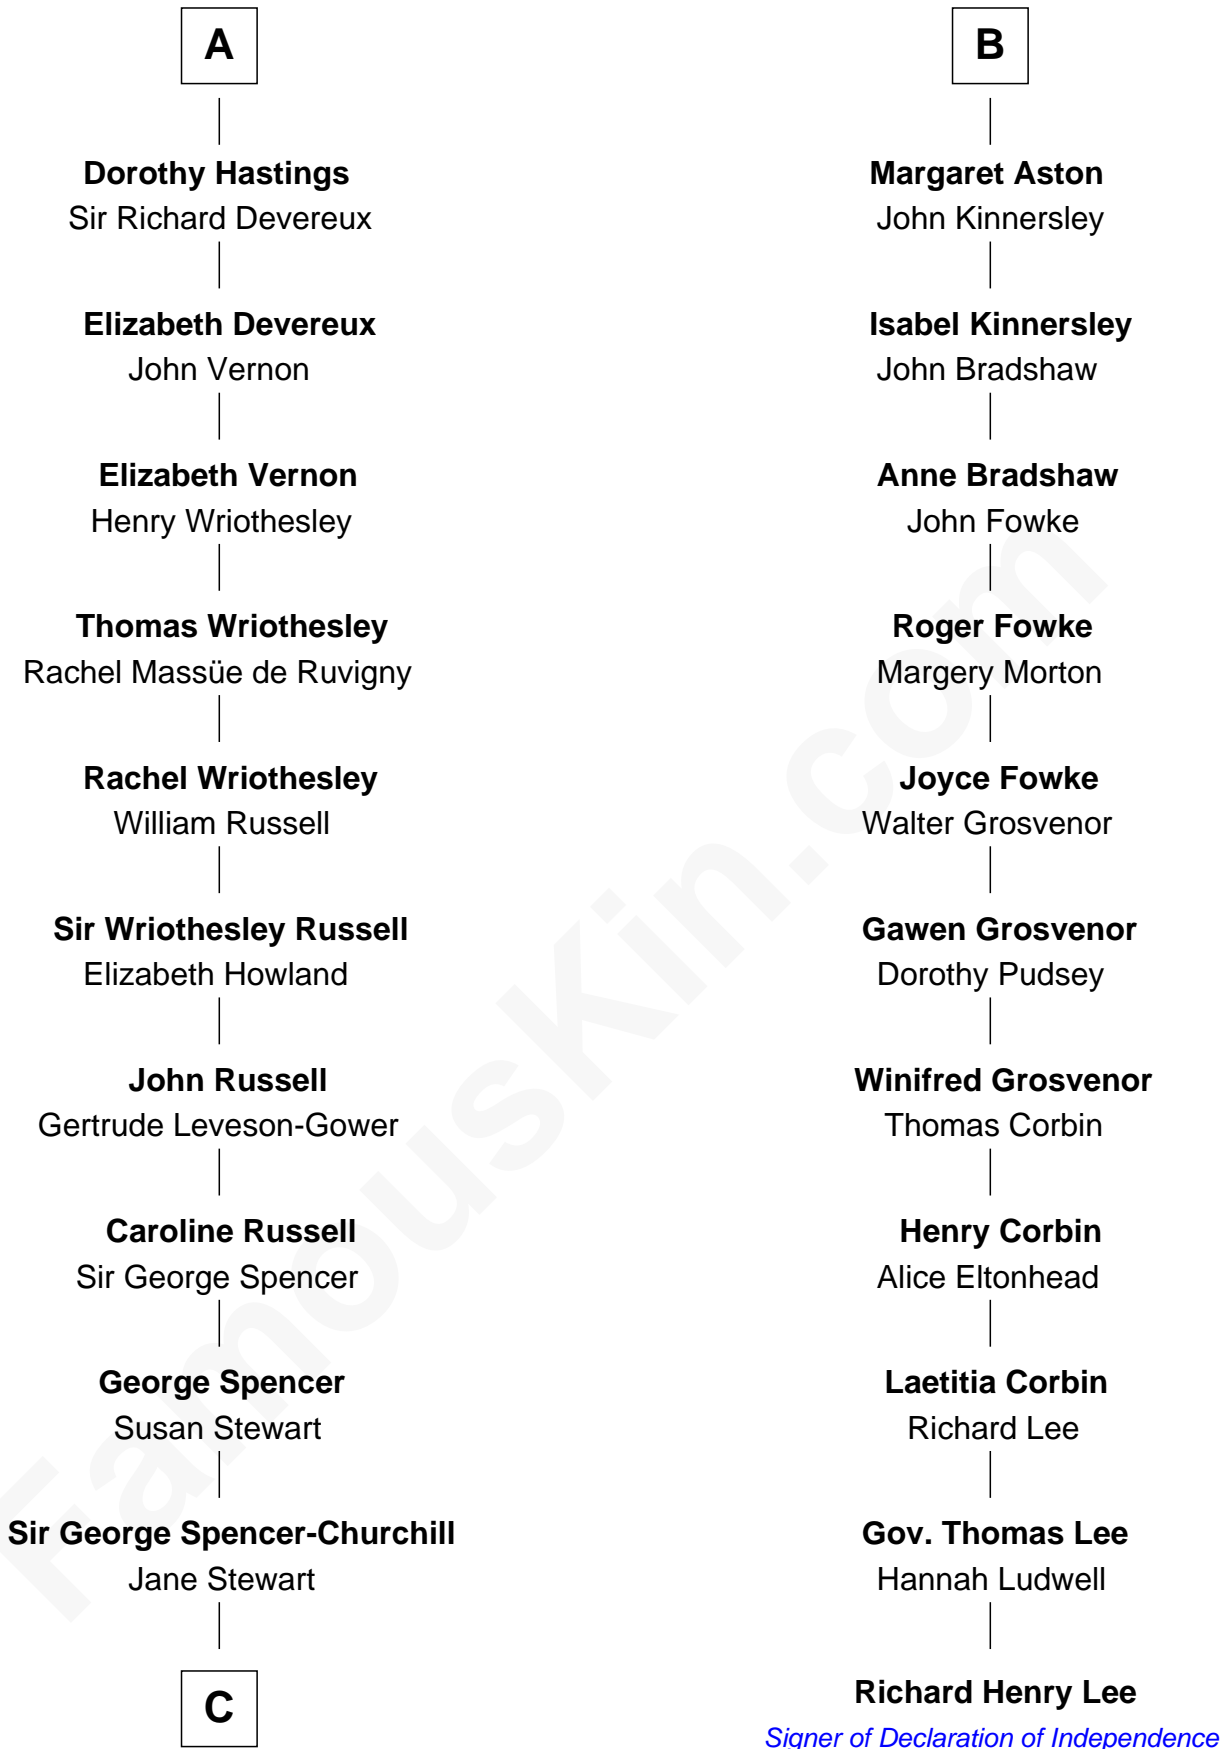 A
Dorothy Hastings
Sir Richard Devereux
Elizabeth Devereux
John Vernon
Elizabeth Vernon
Henry Wriothesley
Thomas Wriothesley
Rachel Massüe de Ruvigny
Rachel Wriothesley
William Russell
Sir Wriothesley Russell
Elizabeth Howland
John Russell
Gertrude Leveson-Gower
Caroline Russell
Sir George Spencer
George Spencer
Susan Stewart
Sir George Spencer-Churchill
Jane Stewart
C
B
Margaret Aston
John Kinnersley
Isabel Kinnersley
John Bradshaw
Anne Bradshaw
John Fowke
Roger Fowke
Margery Morton
Joyce Fowke
Walter Grosvenor
Gawen Grosvenor
Dorothy Pudsey
Winifred Grosvenor
Thomas Corbin
Henry Corbin
Alice Eltonhead
Laetitia Corbin
Richard Lee
Gov. Thomas Lee
Hannah Ludwell
Richard Henry Lee
Signer of Declaration of Independence
FamousKin.com